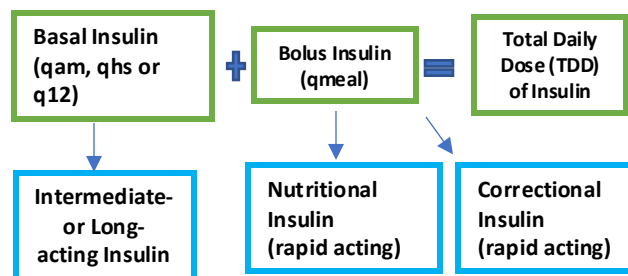 Basal Insulin
(qam, qhs or
q12)
+
Bolus Insulin
(qmeal)
=
Total Daily
Dose (TDD)
of Insulin
Intermediate-
or Long-
acting Insulin
Nutritional
Insulin
(rapid acting)
Correctional
Insulin
(rapid acting)